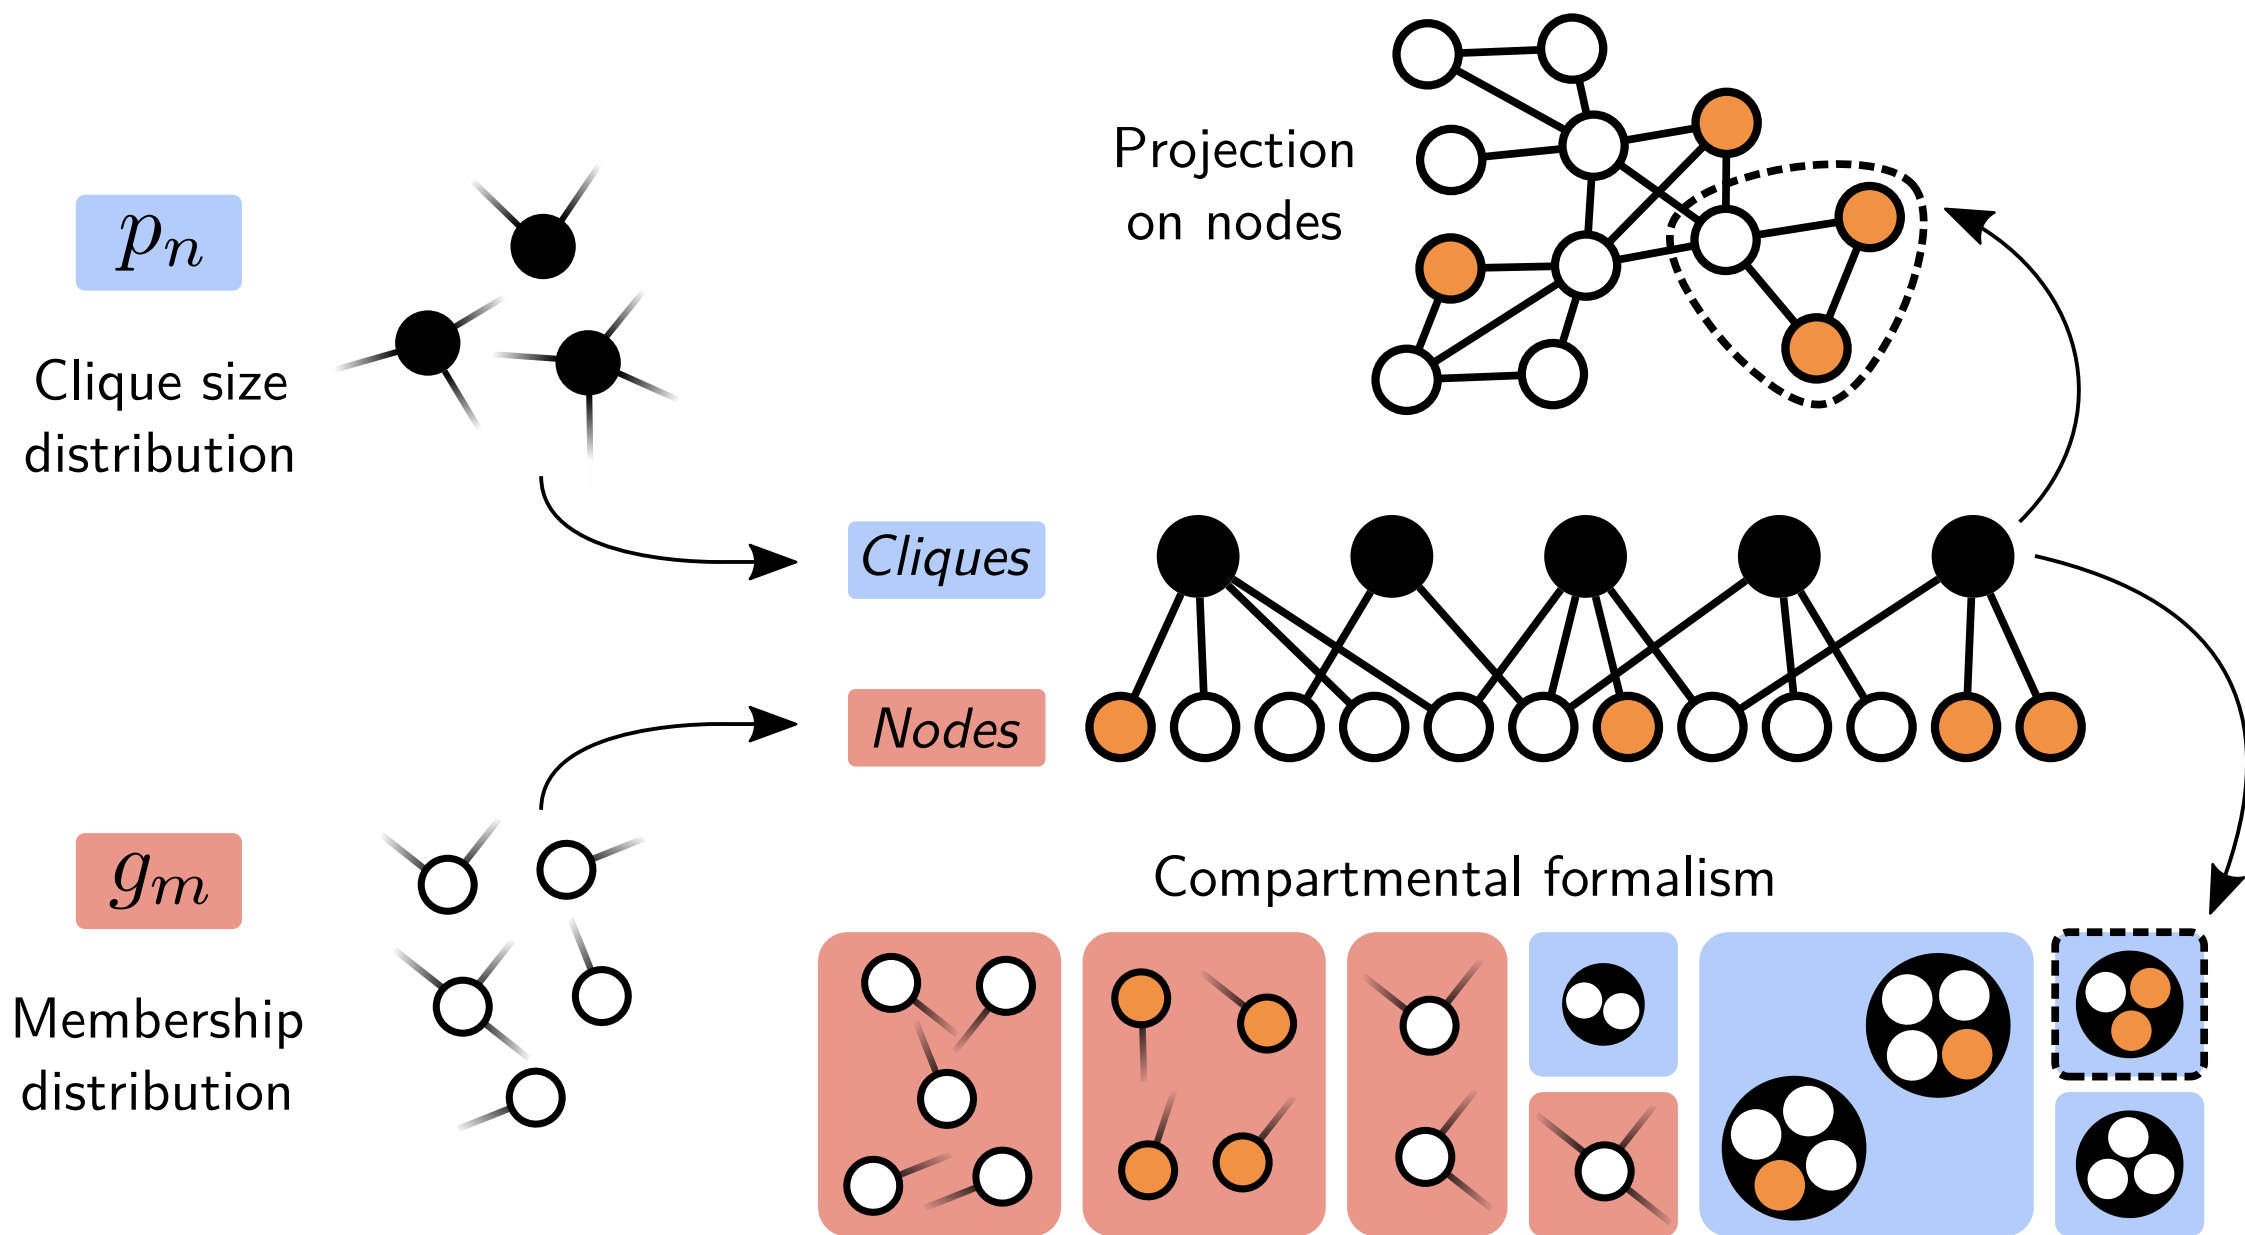 p_n
Clique size
distribution
Projection
on nodes
Cliques
Nodes
g_m
Membership
distribution
Compartmental formalism